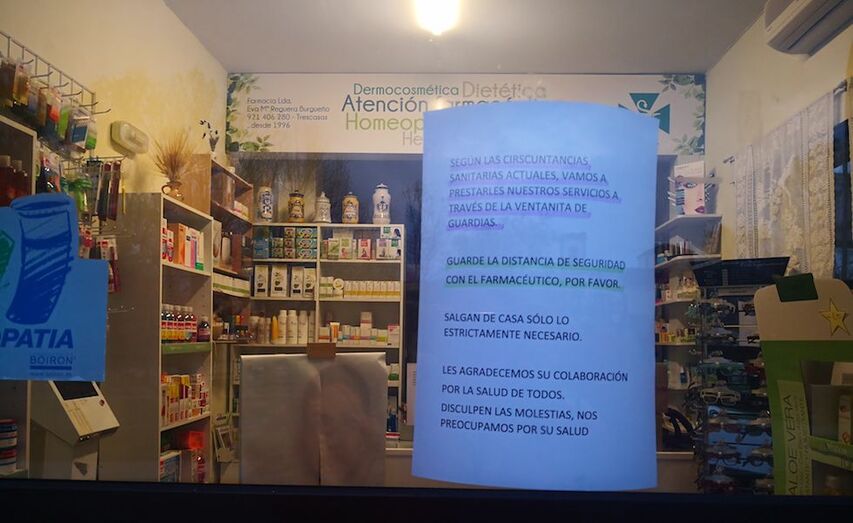 Dermocosmética Dietética
Farmacia Lda.
Eva Mª Reguera Burgueño
921 406 280 - Trescasas
desde 1996
Atención
Homeop
He
SEGÚN LAS CIRSCUNTANCIAS,
SANITARIAS ACTUALES, VAMOS A
PRESTARLES NUESTROS SERVICIOS A
TRAVÉS DE LA VENTANITA DE
GUARDIAS...
GUARDE LA DISTANCIA DE SEGURIDAD
CON EL FARMACÉUTICO, POR FAVOR.
SALGAN DE CASA SÓLO LO
ESTRICTAMENTE NECESARIO.
LES AGRADECEMOS SU COLABORACIÓN
POR LA SALUD DE TODOS.
DISCULPEN LAS MOLESTIAS, NOS
PREOCUPAMOS POR SU SALUD
OPATIA
BOIRON
ALOE VERA